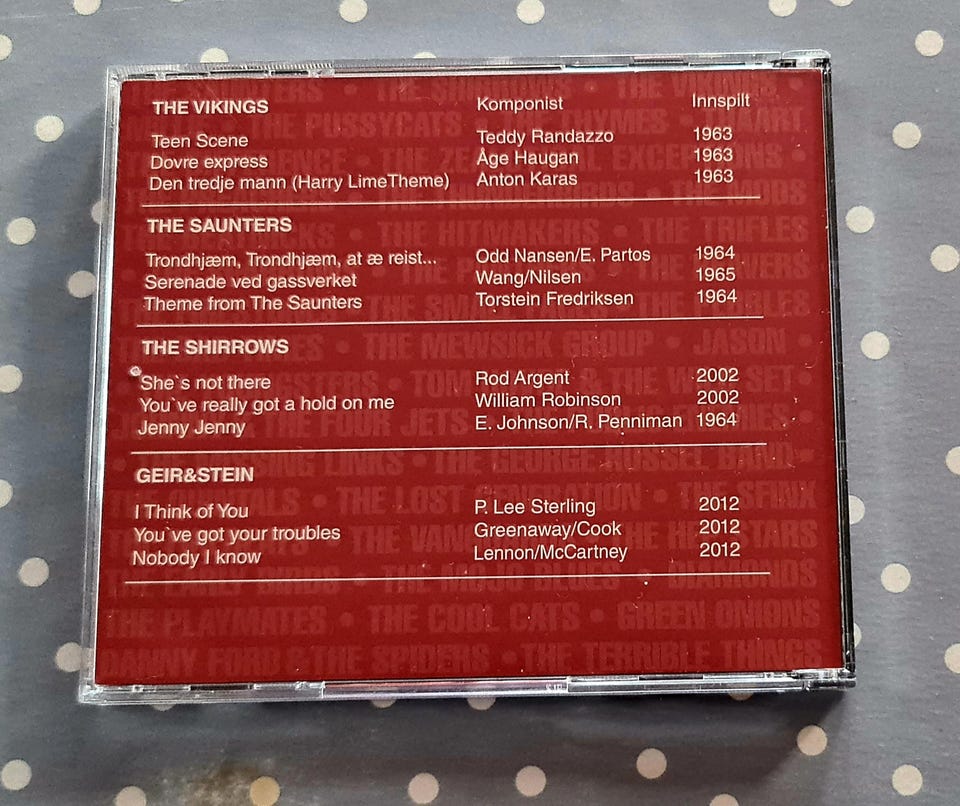 THE VIKINGS Komponist Innspilt
Teen Scene Teddy Randazzo 1963
Dovre express Åge Haugan 1963
Den tredje mann (Harry LimeTheme) Anton Karas 1963
THE SAUNTERS
Trondhjæm, Trondhjæm, at æ reist... Odd Nansen/E. Partos 1964
Serenade ved gassverket Wang/Nilsen 1965
Theme from The Saunters Torstein Fredriksen 1964
THE SHIRROWS
She`s not there Rod Argent 2002
You`ve really got a hold on me William Robinson 2002
Jenny Jenny E. Johnson/R. Penniman 1964
GEIR&STEIN
I Think of You P. Lee Sterling 2012
You`ve got your troubles Greenaway/Cook 2012
Nobody I know Lennon/McCartney 2012
THE PLAYMATES • THE COOL CATS • GREEN ONIONS
DANNY FORD & THE SPIDERS • THE TERRIBLE THINGS